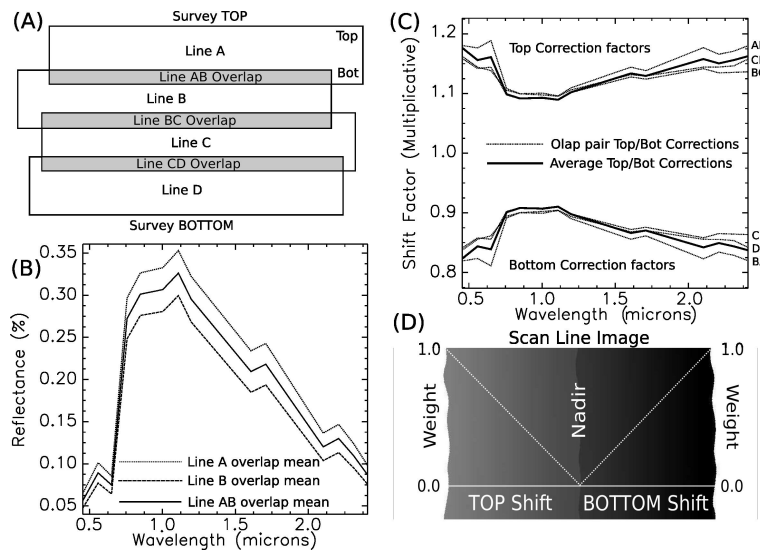 (A)
Survey TOP
Top
Line A
Bot
Line AB Overlap
Line B
Line BC Overlap
Line C
Line CD Overlap
Line D
Survey BOTTOM
(B)
0.35
0.30
0.25
0.20
0.15
0.10
0.05
Reflectance (%)
Line A overlap mean
Line B overlap mean
Line AB overlap mean
0.5 1.0 1.5 2.0
Wavelength (microns)
(C)
1.2
1.1
1.0
0.9
0.8
Shift Factor (Multiplicative)
Top Correction factors
Olap pair Top/Bot Corrections
Average Top/Bot Corrections
Bottom Correction factors
0.5 1.0 1.5 2.0
Wavelength (microns)
(D)
Scan Line Image
1.0
1.0
Weight
Nadir
Weight
0.0
0.0
TOP Shift
BOTTOM Shift